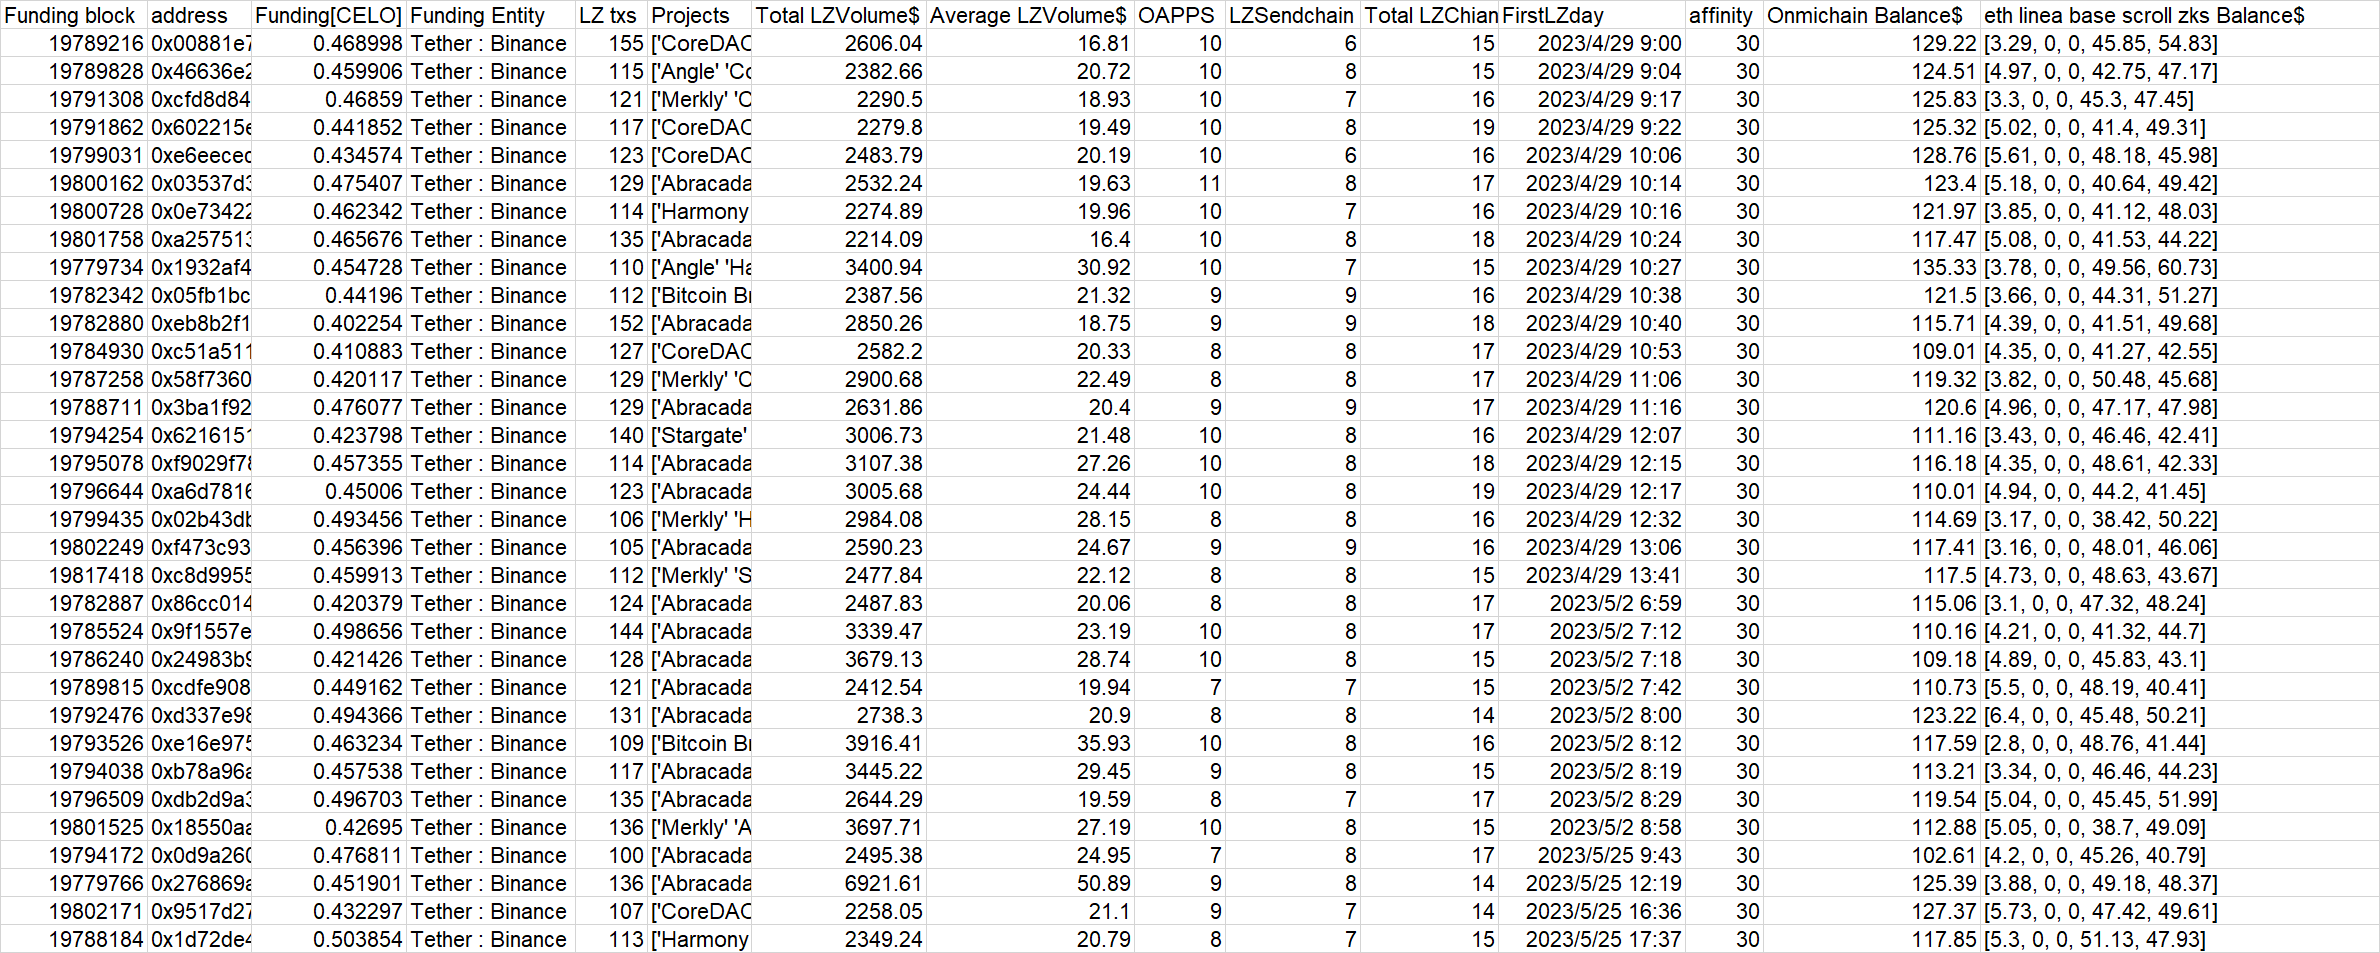 Funding block address Funding[CELO] Funding Entity LZ txs Projects Total LZVolume$ Average LZVolume$ OAPPS LZSendchain Total LZChian FirstLZday affinity Onmichain Balance$ eth linea base scroll zks Balance$
19789216 0x00881e7 0.468998 Tether : Binance 155 ['CoreDAO 2606.04 16.81 10 6 15 2023/4/29 9:00 30 129.22 [3.29, 0, 0, 45.85, 54.83]
19789828 0x46636e2 0.459906 Tether : Binance 115 ['Angle' 'Co 2382.66 20.72 10 8 15 2023/4/29 9:04 30 124.51 [4.97, 0, 0, 42.75, 47.17]
19791308 0xcfd8d84 0.46859 Tether : Binance 121 ['Merkly' 'C 2290.5 18.93 10 7 16 2023/4/29 9:17 30 125.83 [3.3, 0, 0, 45.3, 47.45]
19791862 0x602215e 0.441852 Tether : Binance 117 ['CoreDAO 2279.8 19.49 10 8 19 2023/4/29 9:22 30 125.32 [5.02, 0, 0, 41.4, 49.31]
19799031 0xe6eecec 0.434574 Tether : Binance 123 ['CoreDAO 2483.79 20.19 10 6 16 2023/4/29 10:06 30 128.76 [5.61, 0, 0, 48.18, 45.98]
19800162 0x03537d3 0.475407 Tether : Binance 129 ['Abracada 2532.24 19.63 11 8 17 2023/4/29 10:14 30 123.4 [5.18, 0, 0, 40.64, 49.42]
19800728 0x0e73422 0.462342 Tether : Binance 114 ['Harmony 2274.89 19.96 10 7 16 2023/4/29 10:16 30 121.97 [3.85, 0, 0, 41.12, 48.03]
19801758 0xa257513 0.465676 Tether : Binance 135 ['Abracada 2214.09 16.4 10 8 18 2023/4/29 10:24 30 117.47 [5.08, 0, 0, 41.53, 44.22]
19779734 0x1932af4 0.454728 Tether : Binance 110 ['Angle' 'Ha 3400.94 30.92 10 7 15 2023/4/29 10:27 30 135.33 [3.78, 0, 0, 49.56, 60.73]
19782342 0x05fb1bc 0.44196 Tether : Binance 112 ['Bitcoin Br 2387.56 21.32 9 9 16 2023/4/29 10:38 30 121.5 [3.66, 0, 0, 44.31, 51.27]
19782880 0xeb8b2f1 0.402254 Tether : Binance 152 ['Abracada 2850.26 18.75 9 9 18 2023/4/29 10:40 30 115.71 [4.39, 0, 0, 41.51, 49.68]
19784930 0xc51a511 0.410883 Tether : Binance 127 ['CoreDAO 2582.2 20.33 8 8 17 2023/4/29 10:53 30 109.01 [4.35, 0, 0, 41.27, 42.55]
19787258 0x58f7360 0.420117 Tether : Binance 129 ['Merkly' 'C 2900.68 22.49 8 8 17 2023/4/29 11:06 30 119.32 [3.82, 0, 0, 50.48, 45.68]
19788711 0x3ba1f92 0.476077 Tether : Binance 129 ['Abracada 2631.86 20.4 9 9 17 2023/4/29 11:16 30 120.6 [4.96, 0, 0, 47.17, 47.98]
19794254 0x6216151 0.423798 Tether : Binance 140 ['Stargate' 3006.73 21.48 10 8 16 2023/4/29 12:07 30 111.16 [3.43, 0, 0, 46.46, 42.41]
19795078 0xf9029f78 0.457355 Tether : Binance 114 ['Abracada 3107.38 27.26 10 8 18 2023/4/29 12:15 30 116.18 [4.35, 0, 0, 48.61, 42.33]
19796644 0xa6d7816 0.45006 Tether : Binance 123 ['Abracada 3005.68 24.44 10 8 19 2023/4/29 12:17 30 110.01 [4.94, 0, 0, 44.2, 41.45]
19799435 0x02b43db 0.493456 Tether : Binance 106 ['Merkly' 'H 2984.08 28.15 8 8 16 2023/4/29 12:32 30 114.69 [3.17, 0, 0, 38.42, 50.22]
19802249 0xf473c93 0.456396 Tether : Binance 105 ['Abracada 2590.23 24.67 9 9 16 2023/4/29 13:06 30 117.41 [3.16, 0, 0, 48.01, 46.06]
19817418 0xc8d9955 0.459913 Tether : Binance 112 ['Merkly' 'S 2477.84 22.12 8 8 15 2023/4/29 13:41 30 117.5 [4.73, 0, 0, 48.63, 43.67]
19782887 0x86cc014 0.420379 Tether : Binance 124 ['Abracada 2487.83 20.06 8 8 17 2023/5/2 6:59 30 115.06 [3.1, 0, 0, 47.32, 48.24]
19785524 0x9f1557e 0.498656 Tether : Binance 144 ['Abracada 3339.47 23.19 10 8 17 2023/5/2 7:12 30 110.16 [4.21, 0, 0, 41.32, 44.7]
19786240 0x24983b9 0.421426 Tether : Binance 128 ['Abracada 3679.13 28.74 10 8 15 2023/5/2 7:18 30 109.18 [4.89, 0, 0, 45.83, 43.1]
19789815 0xcdfe908 0.449162 Tether : Binance 121 ['Abracada 2412.54 19.94 7 7 15 2023/5/2 7:42 30 110.73 [5.5, 0, 0, 48.19, 40.41]
19792476 0xd337e98 0.494366 Tether : Binance 131 ['Abracada 2738.3 20.9 8 8 14 2023/5/2 8:00 30 123.22 [6.4, 0, 0, 45.48, 50.21]
19793526 0xe16e975 0.463234 Tether : Binance 109 ['Bitcoin Br 3916.41 35.93 10 8 16 2023/5/2 8:12 30 117.59 [2.8, 0, 0, 48.76, 41.44]
19794038 0xb78a96a 0.457538 Tether : Binance 117 ['Abracada 3445.22 29.45 9 8 15 2023/5/2 8:19 30 113.21 [3.34, 0, 0, 46.46, 44.23]
19796509 0xdb2d9a3 0.496703 Tether : Binance 135 ['Abracada 2644.29 19.59 8 7 17 2023/5/2 8:29 30 119.54 [5.04, 0, 0, 45.45, 51.99]
19801525 0x18550aa 0.42695 Tether : Binance 136 ['Merkly' 'A 3697.71 27.19 10 8 15 2023/5/2 8:58 30 112.88 [5.05, 0, 0, 38.7, 49.09]
19794172 0x0d9a260 0.476811 Tether : Binance 100 ['Abracada 2495.38 24.95 7 8 17 2023/5/25 9:43 30 102.61 [4.2, 0, 0, 45.26, 40.79]
19779766 0x276869a 0.451901 Tether : Binance 136 ['Abracada 6921.61 50.89 9 8 14 2023/5/25 12:19 30 125.39 [3.88, 0, 0, 49.18, 48.37]
19802171 0x9517d27 0.432297 Tether : Binance 107 ['CoreDAO 2258.05 21.1 9 7 14 2023/5/25 16:36 30 127.37 [5.73, 0, 0, 47.42, 49.61]
19788184 0x1d72de4 0.503854 Tether : Binance 113 ['Harmony 2349.24 20.79 8 7 15 2023/5/25 17:37 30 117.85 [5.3, 0, 0, 51.13, 47.93]